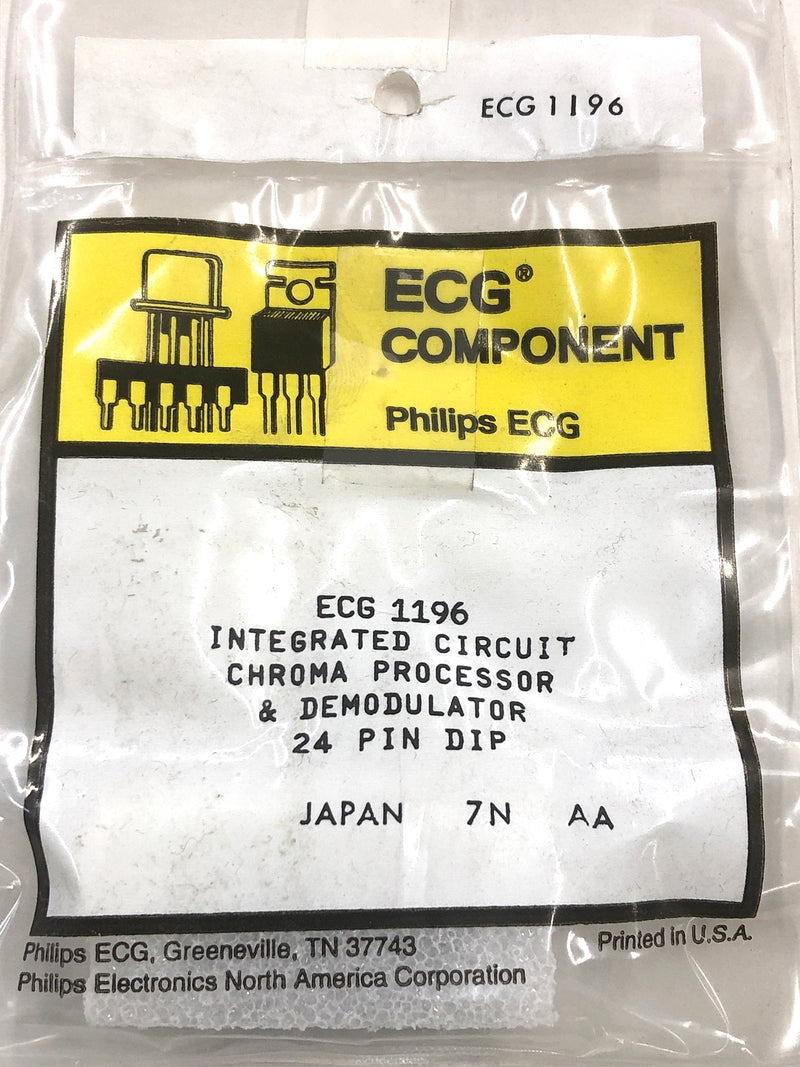 ECG 1196
ECG®
COMPONENT
Philips ECG
ECG 1196
INTEGRATED CIRCUIT
CHROMA PROCESSOR
& DEMODULATOR
24 PIN DIP
JAPAN 7N AA
Philips ECG, Greeneville, TN 37743
Philips Electronics North America Corporation
Printed in U.S.A.